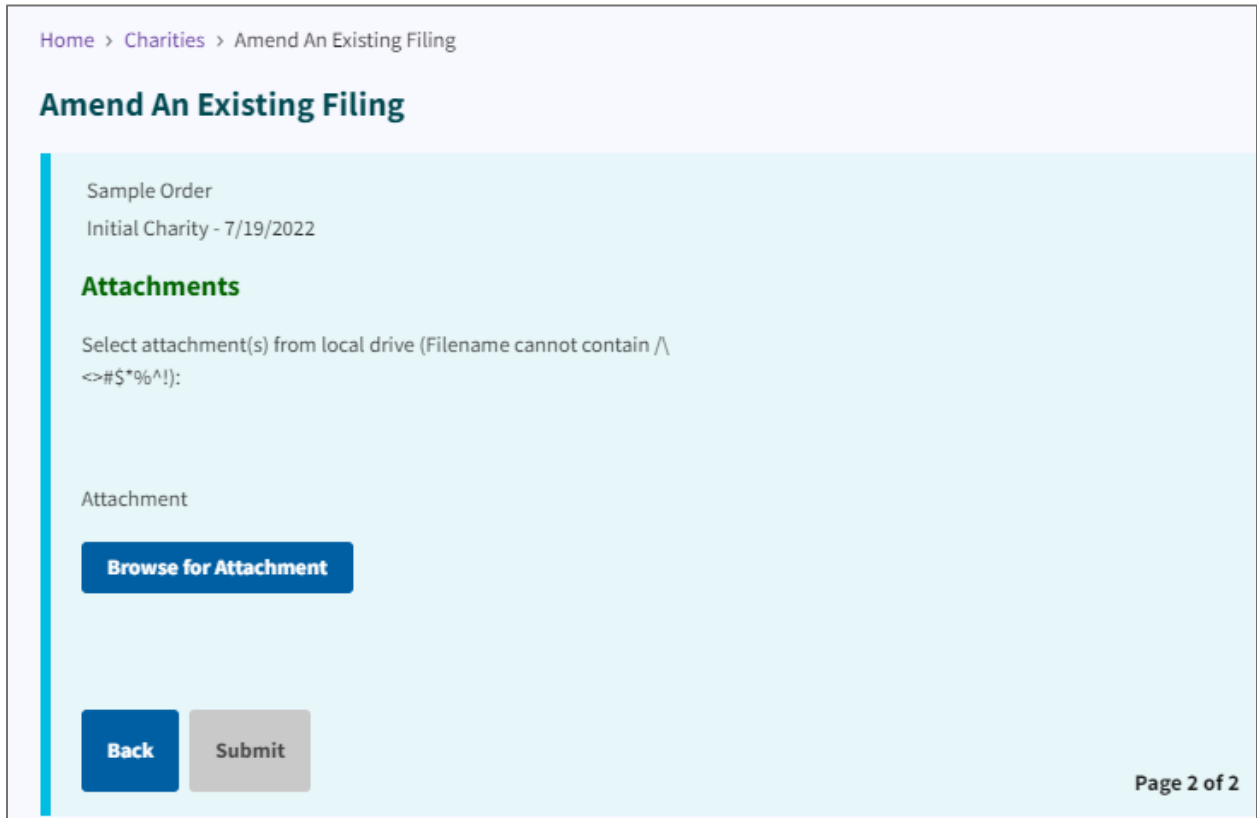 Home > Charities > Amend An Existing Filing
Amend An Existing Filing
Sample Order
Initial Charity - 7/19/2022
Attachments
Select attachment(s) from local drive (Filename cannot contain /\
<>#$*%^!):
Attachment
Browse for Attachment
Back Submit
Page 2 of 2